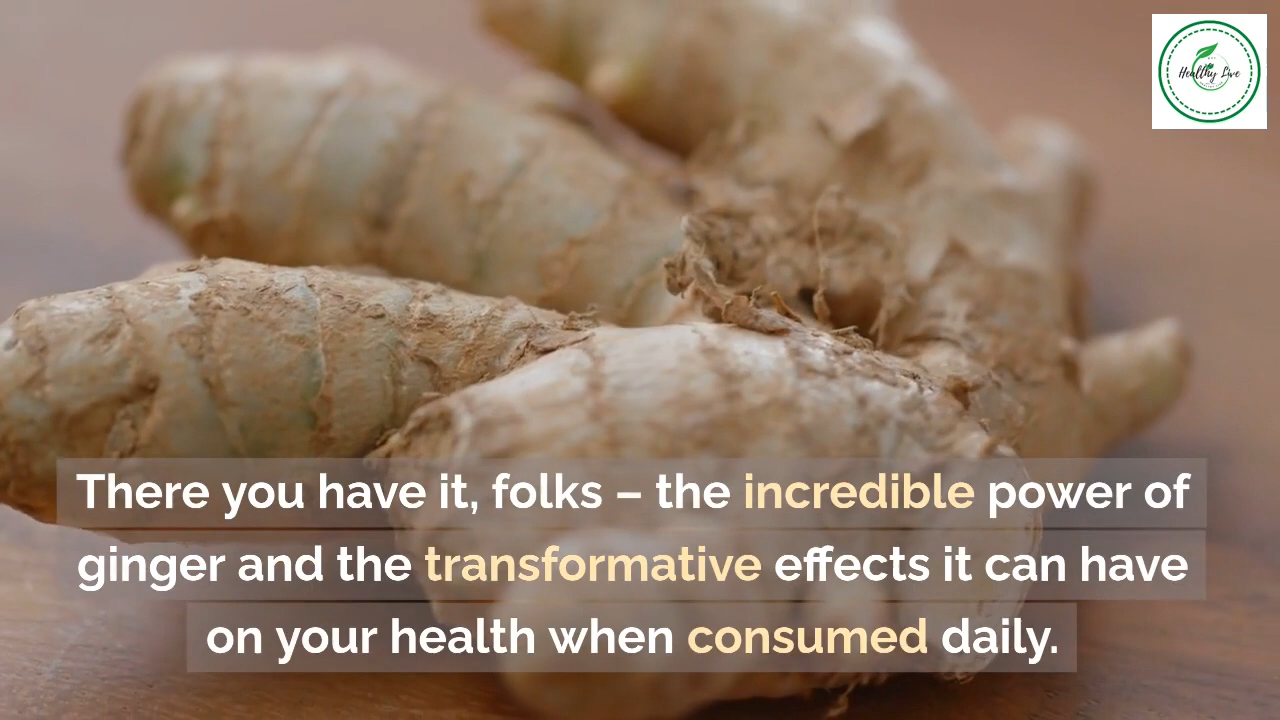 Healthy Live
There you have it, folks – the incredible power of
ginger and the transformative effects it can have
on your health when consumed daily.